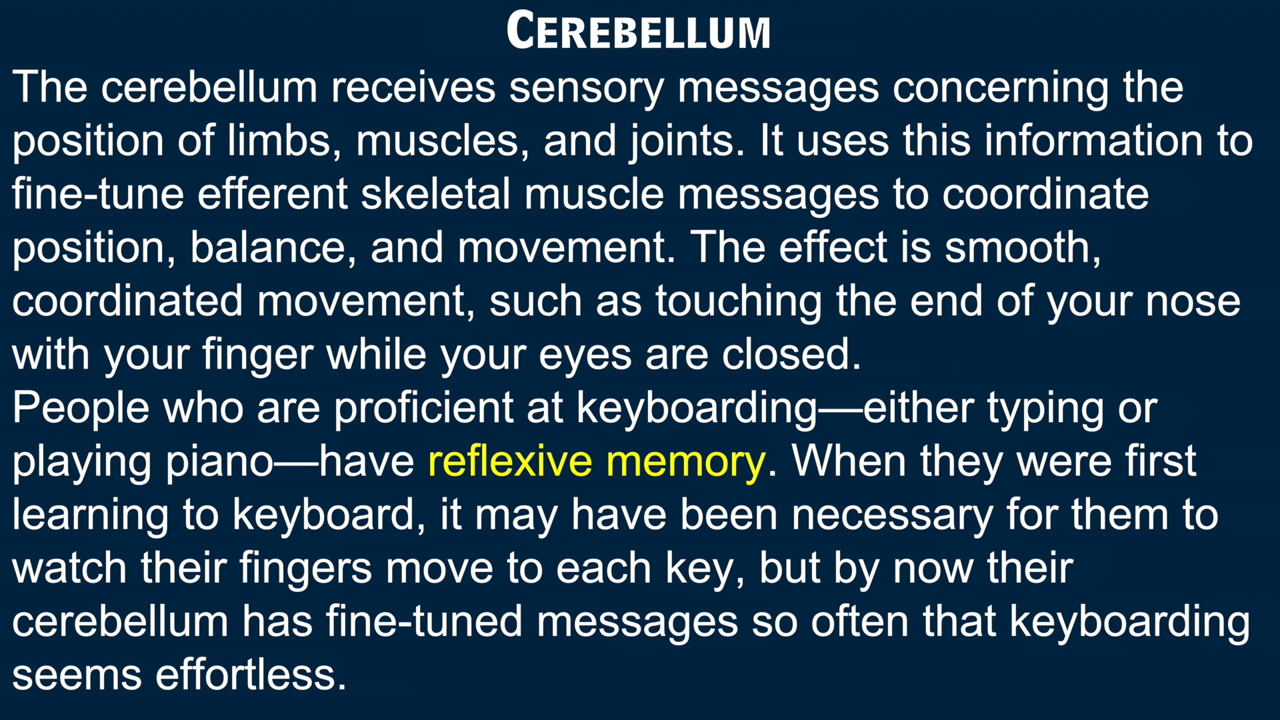 CEREBELLUM
The cerebellum receives sensory messages concerning the
position of limbs, muscles, and joints. It uses this information to
fine-tune efferent skeletal muscle messages to coordinate
position, balance, and movement. The effect is smooth,
coordinated movement, such as touching the end of your nose
with your finger while your eyes are closed.
People who are proficient at keyboarding—either typing or
playing piano—have reflexive memory. When they were first
learning to keyboard, it may have been necessary for them to
watch their fingers move to each key, but by now their
cerebellum has fine-tuned messages so often that keyboarding
seems effortless.